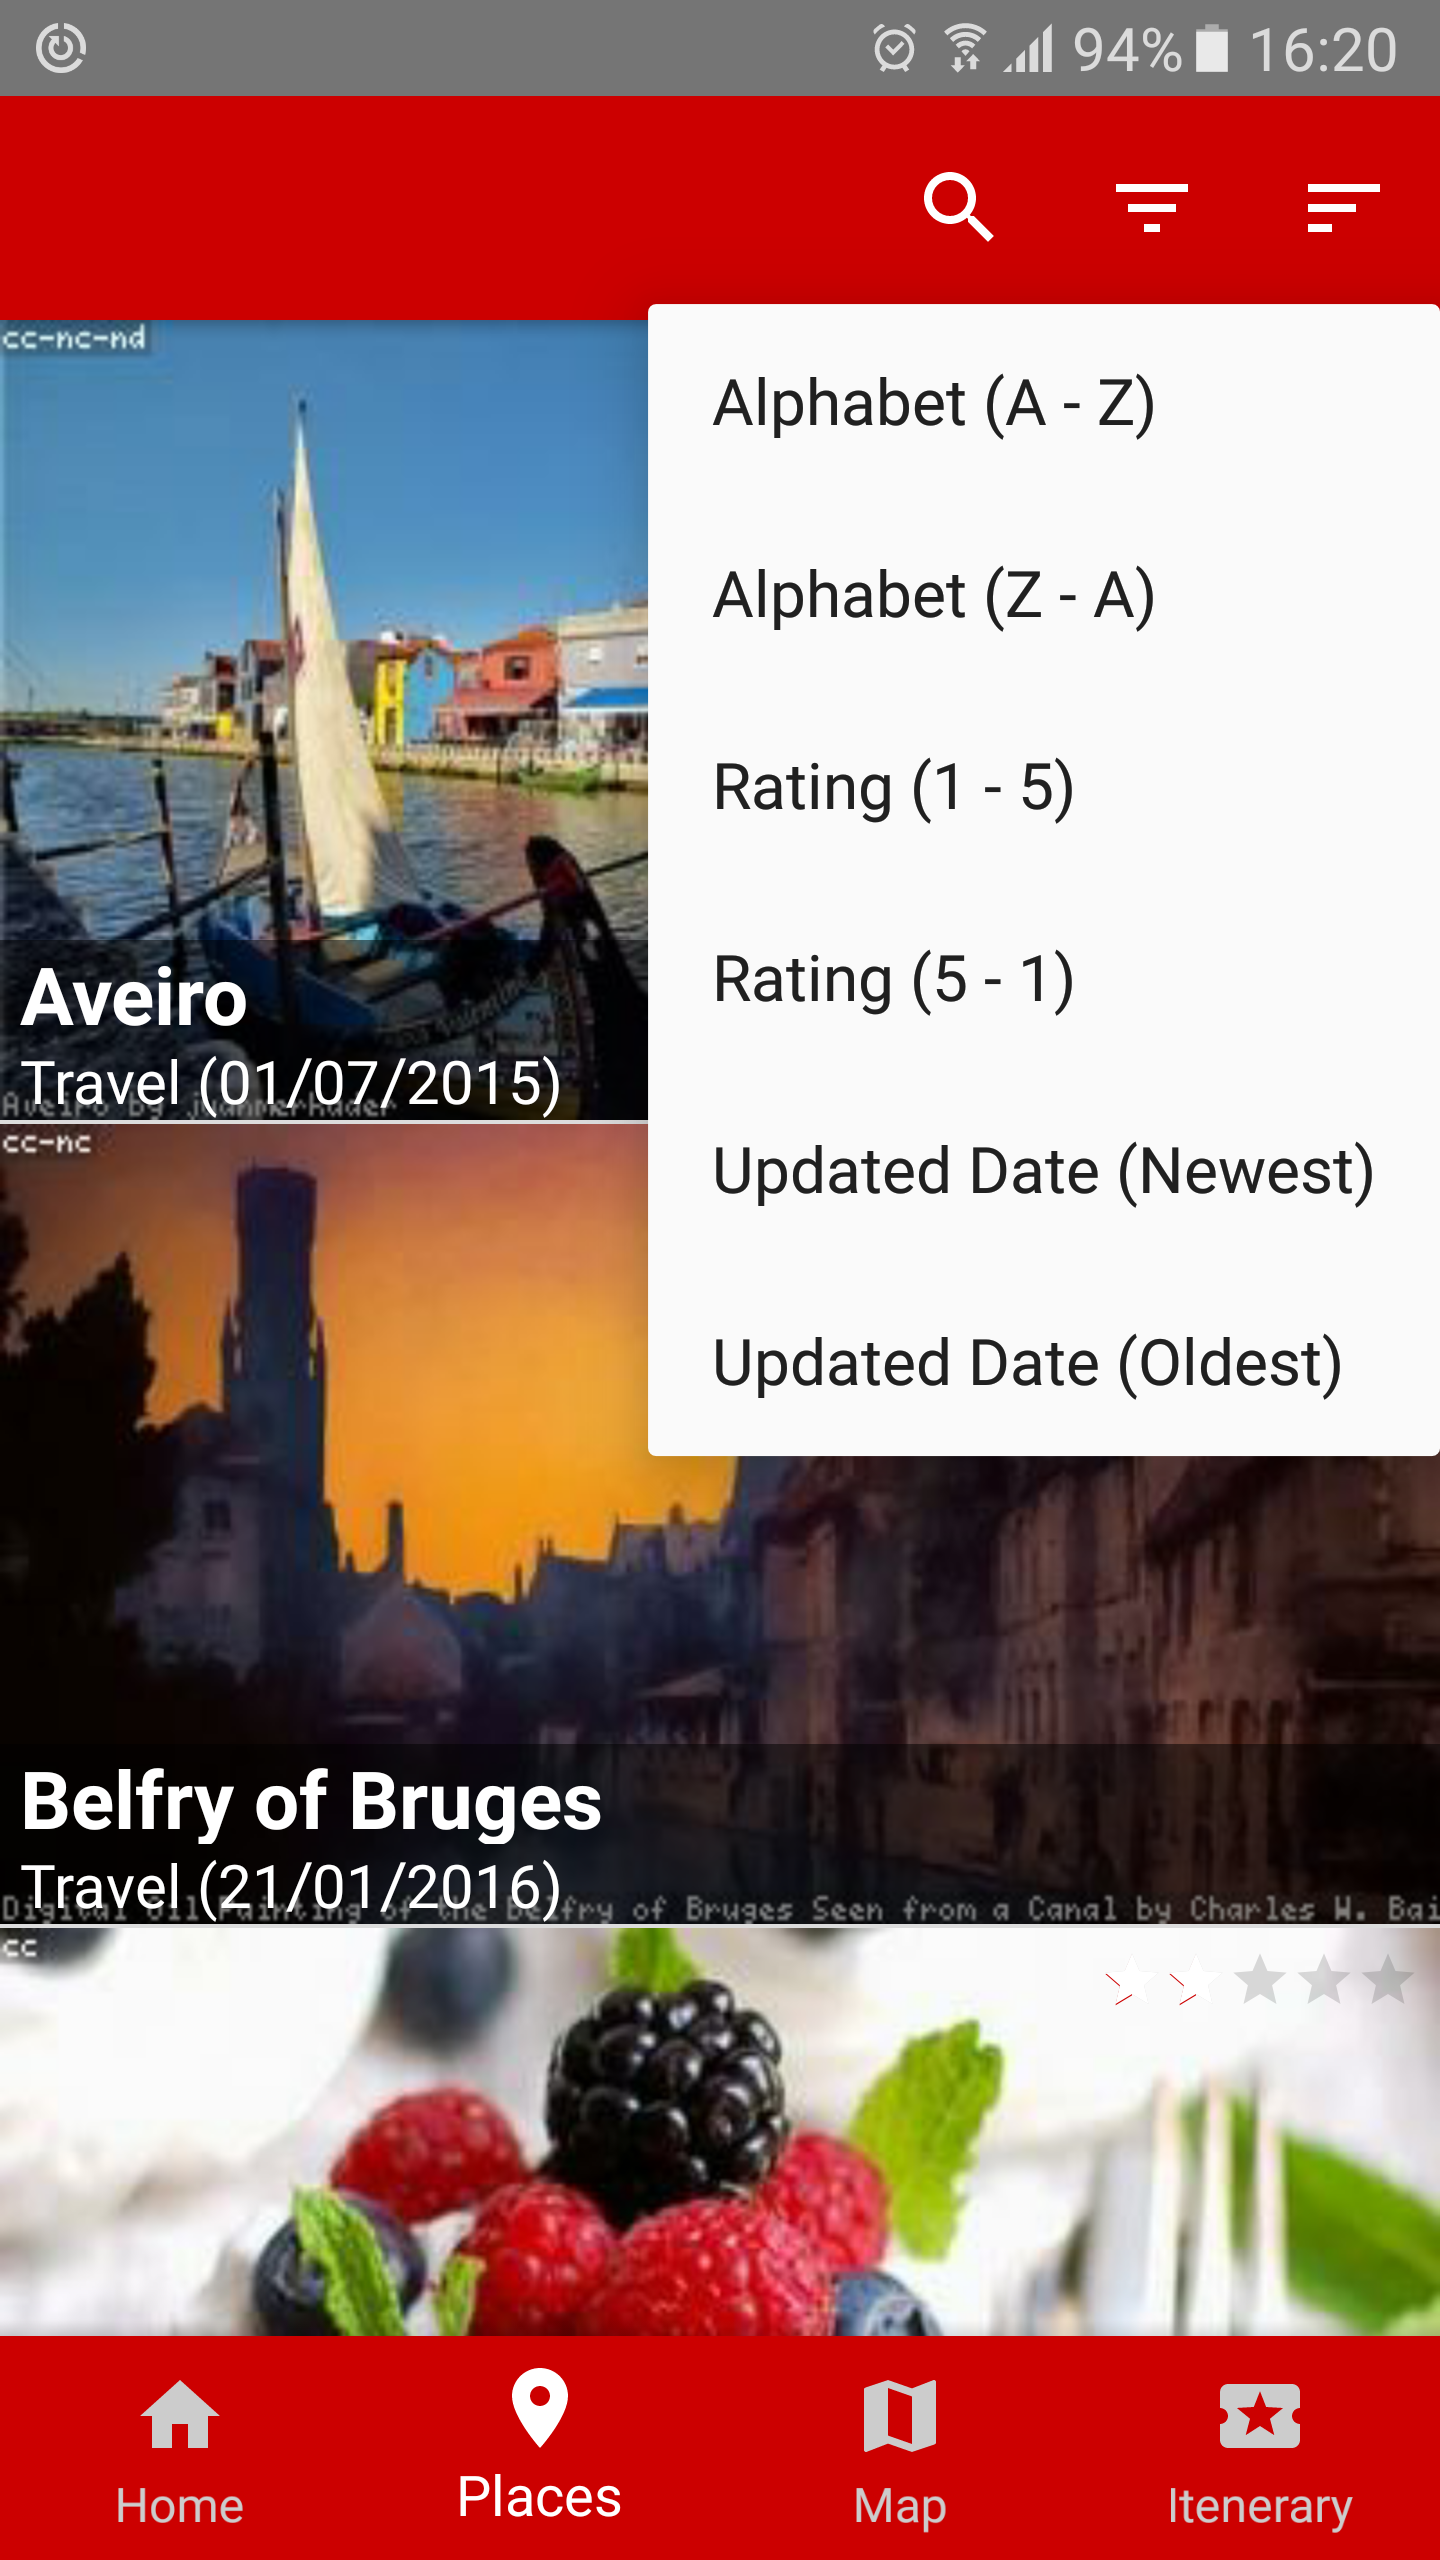 94% 16:20
cc-nc-nd
Alphabet (A - Z)
Alphabet (Z - A)
Rating (1 - 5)
Rating (5 - 1)
Updated Date (Newest)
Updated Date (Oldest)
Aveiro
Travel (01/07/2015)
Aveiro by juanmerkader
cc-nc
Belfry of Bruges
Travel (21/01/2016)
Digital Oil Painting of the Belfry of Bruges Seen from a Canal by Charles W. Bai
cc
Home
Places
Map
Itenerary